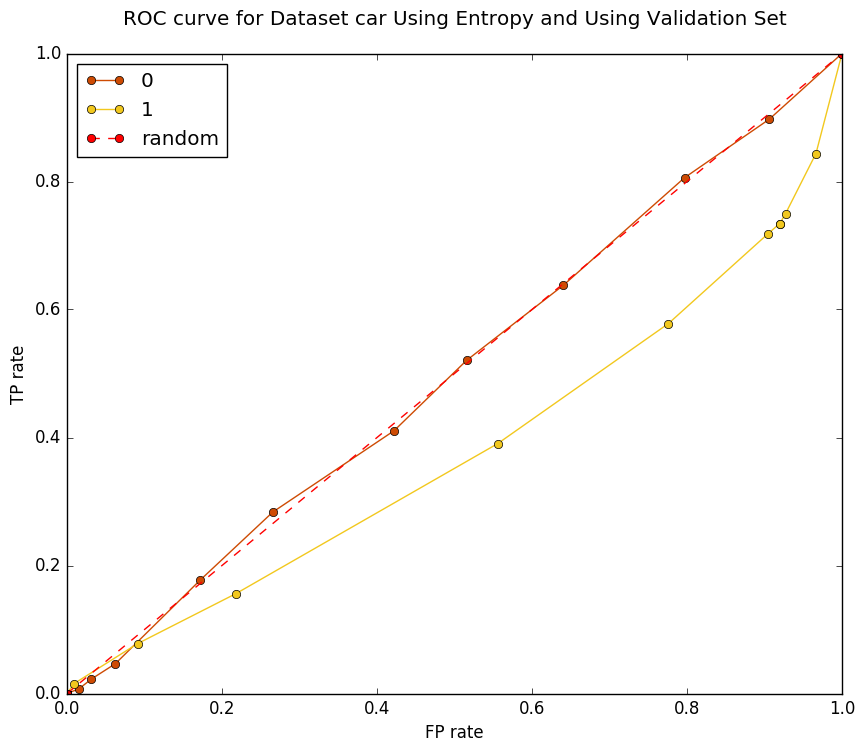 ROC curve for Dataset car Using Entropy and Using Validation Set
0
1
random
TP rate
1.0
0.8
0.6
0.4
0.2
0.0
0.0 0.2 0.4 0.6 0.8 1.0
FP rate